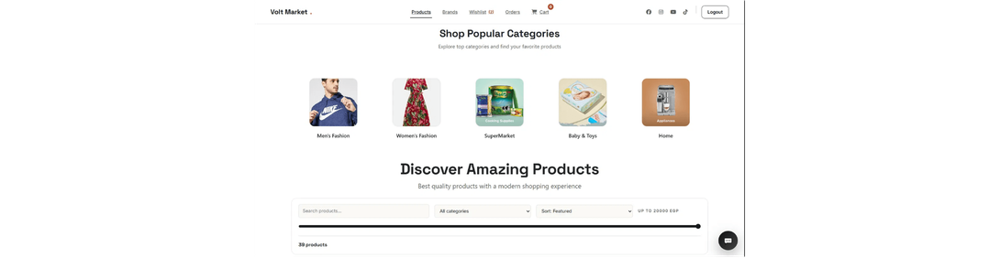 Volt Market .
Products Brands Wishlist (2) Orders Cart 0 Logout
Shop Popular Categories
Explore top categories and find your favorite products
NIKE
Appliances
Men's Fashion Women's Fashion SuperMarket Baby & Toys Home
Discover Amazing Products
Best quality products with a modern shopping experience
Search products... All categories Sort: Featured UP TO 20000 EGP
39 products